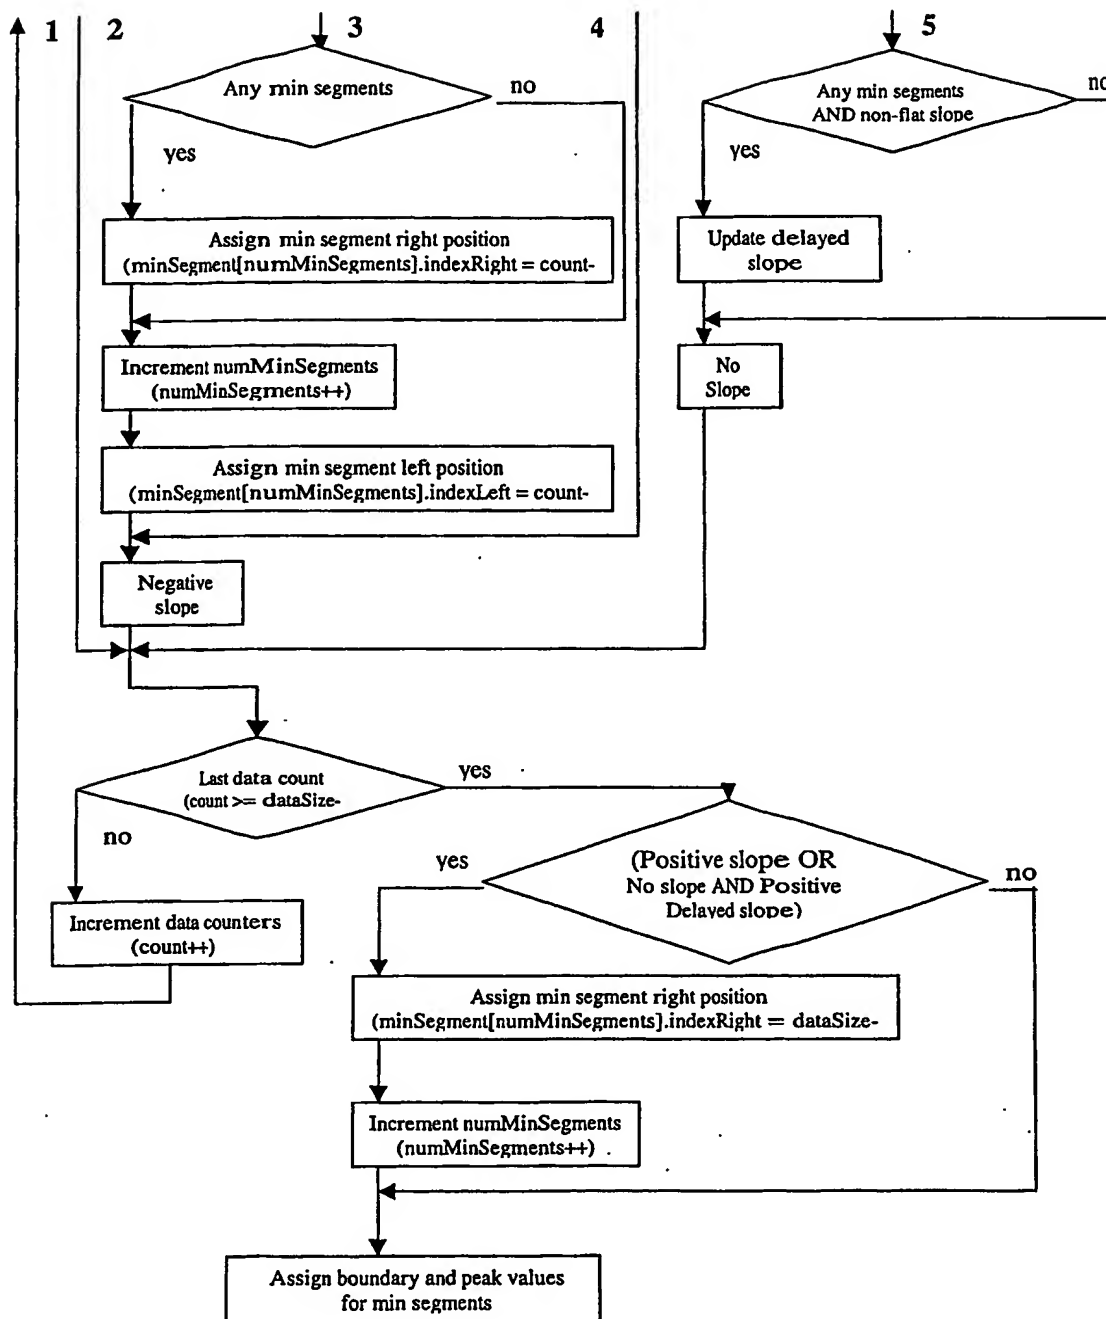 1 2 3 4 5
Any min segments
no
yes
Any min segments
AND non-flat slope
no
yes
Assign min segment right position
(minSegment[numMinSegments].indexRight = count-
Update delayed
slope
Increment numMinSegments
(numMinSegments++)
No
Slope
Assign min segment left position
(minSegment[numMinSegments].indexLeft = count-
Negative
slope
Last data count
(count >= dataSize-
yes
no
(Positive slope OR
No slope AND Positive
Delayed slope)
yes
no
Increment data counters
(count++)
Assign min segment right position
(minSegment[numMinSegments].indexRight = dataSize-
Increment numMinSegments
(numMinSegments++)
Assign boundary and peak values
for min segments